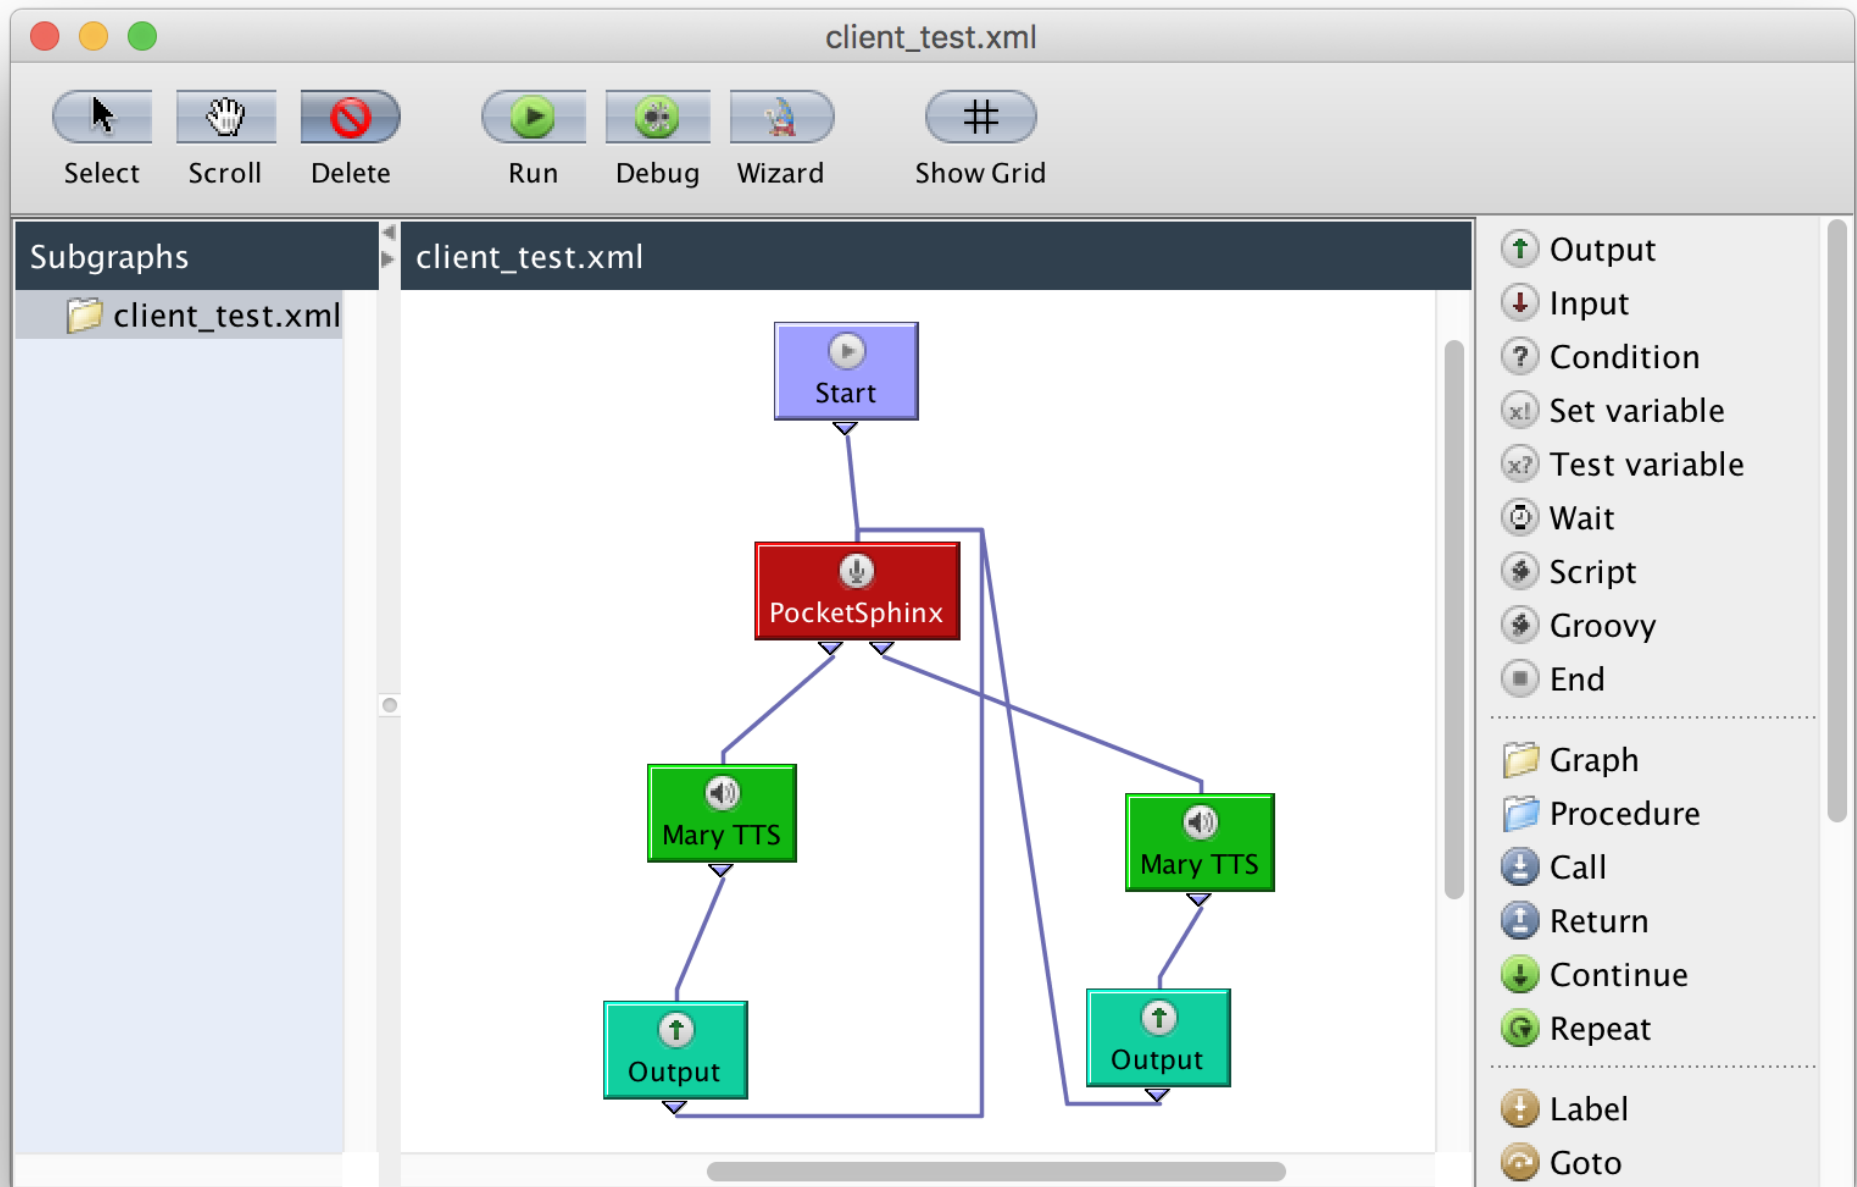 client_test.xml
Select
Scroll
Delete
Run
Debug
Wizard
Show Grid
Subgraphs
client_test.xml
client_test.xml
Start
PocketSphinx
Mary TTS
Mary TTS
Output
Output
Output
Input
? Condition
x! Set variable
x? Test variable
Wait
Script
Groovy
End
Graph
Procedure
Call
Return
Continue
Repeat
Label
Goto